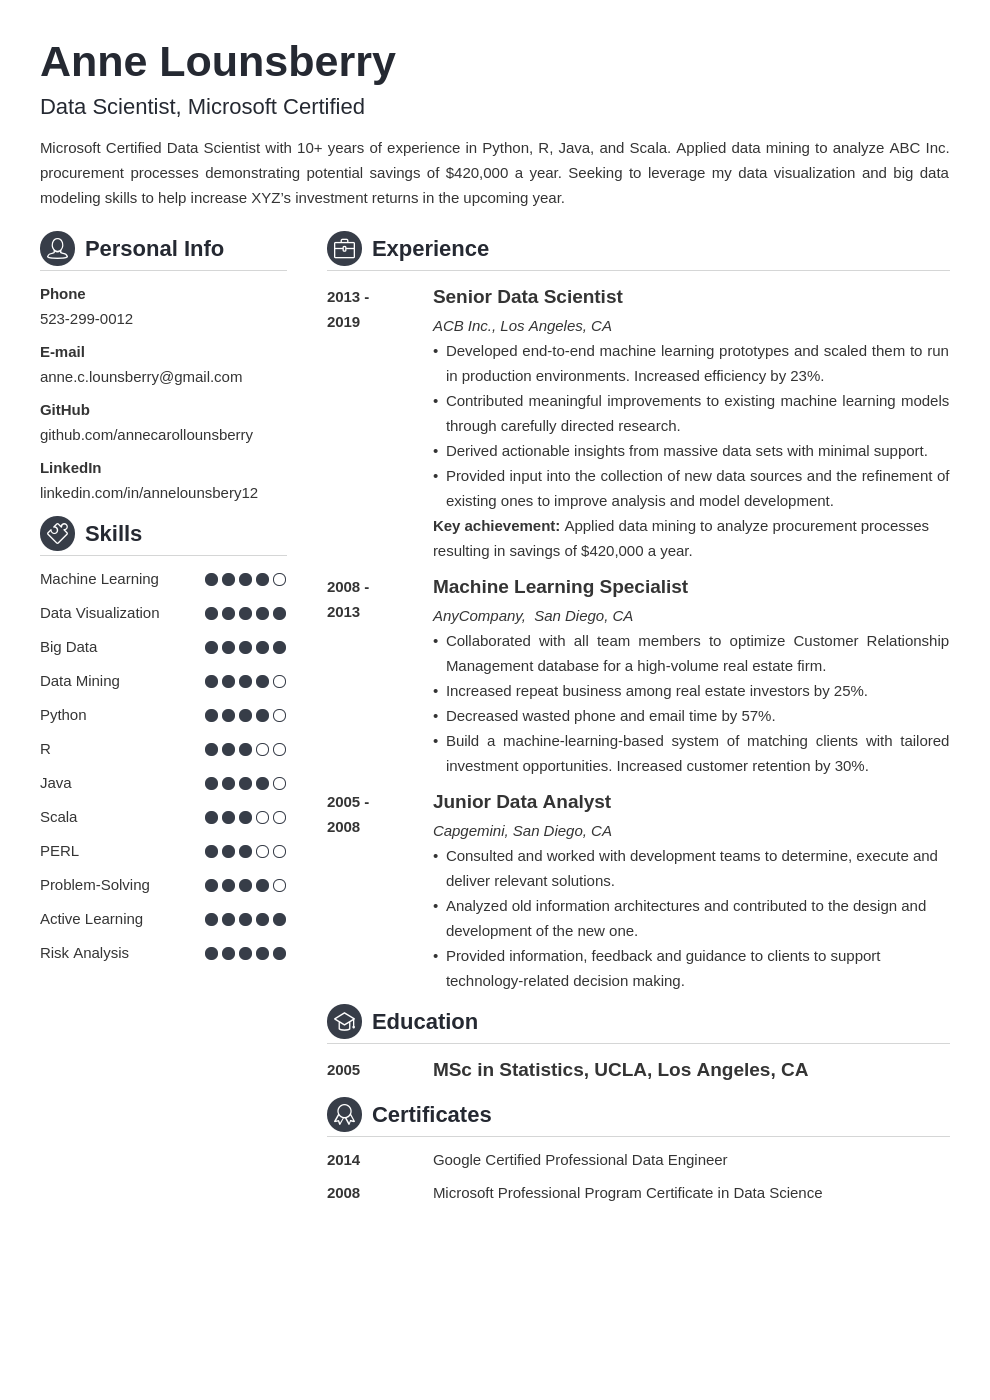 Anne Lounsberry
Data Scientist, Microsoft Certified
Microsoft Certified Data Scientist with 10+ years of experience in Python, R, Java, and Scala. Applied data mining to analyze ABC Inc.
procurement processes demonstrating potential savings of $420,000 a year. Seeking to leverage my data visualization and big data
modeling skills to help increase XYZ’s investment returns in the upcoming year.
Personal Info
Phone
523-299-0012
E-mail
anne.c.lounsberry@gmail.com
GitHub
github.com/annecarollounsberry
LinkedIn
linkedin.com/in/annelounsbery12
Skills
Machine Learning
Data Visualization
Big Data
Data Mining
Python
R
Java
Scala
PERL
Problem-Solving
Active Learning
Risk Analysis
Experience
2013 -
2019
Senior Data Scientist
ACB Inc., Los Angeles, CA
• Developed end-to-end machine learning prototypes and scaled them to run
in production environments. Increased efficiency by 23%.
• Contributed meaningful improvements to existing machine learning models
through carefully directed research.
• Derived actionable insights from massive data sets with minimal support.
• Provided input into the collection of new data sources and the refinement of
existing ones to improve analysis and model development.
Key achievement: Applied data mining to analyze procurement processes
resulting in savings of $420,000 a year.
2008 -
2013
Machine Learning Specialist
AnyCompany,  San Diego, CA
• Collaborated with all team members to optimize Customer Relationship
Management database for a high-volume real estate firm.
• Increased repeat business among real estate investors by 25%.
• Decreased wasted phone and email time by 57%.
• Build a machine-learning-based system of matching clients with tailored
investment opportunities. Increased customer retention by 30%.
2005 -
2008
Junior Data Analyst
Capgemini, San Diego, CA
• Consulted and worked with development teams to determine, execute and
deliver relevant solutions.
• Analyzed old information architectures and contributed to the design and
development of the new one.
• Provided information, feedback and guidance to clients to support
technology-related decision making.
Education
2005
MSc in Statistics, UCLA, Los Angeles, CA
Certificates
2014
Google Certified Professional Data Engineer
2008
Microsoft Professional Program Certificate in Data Science